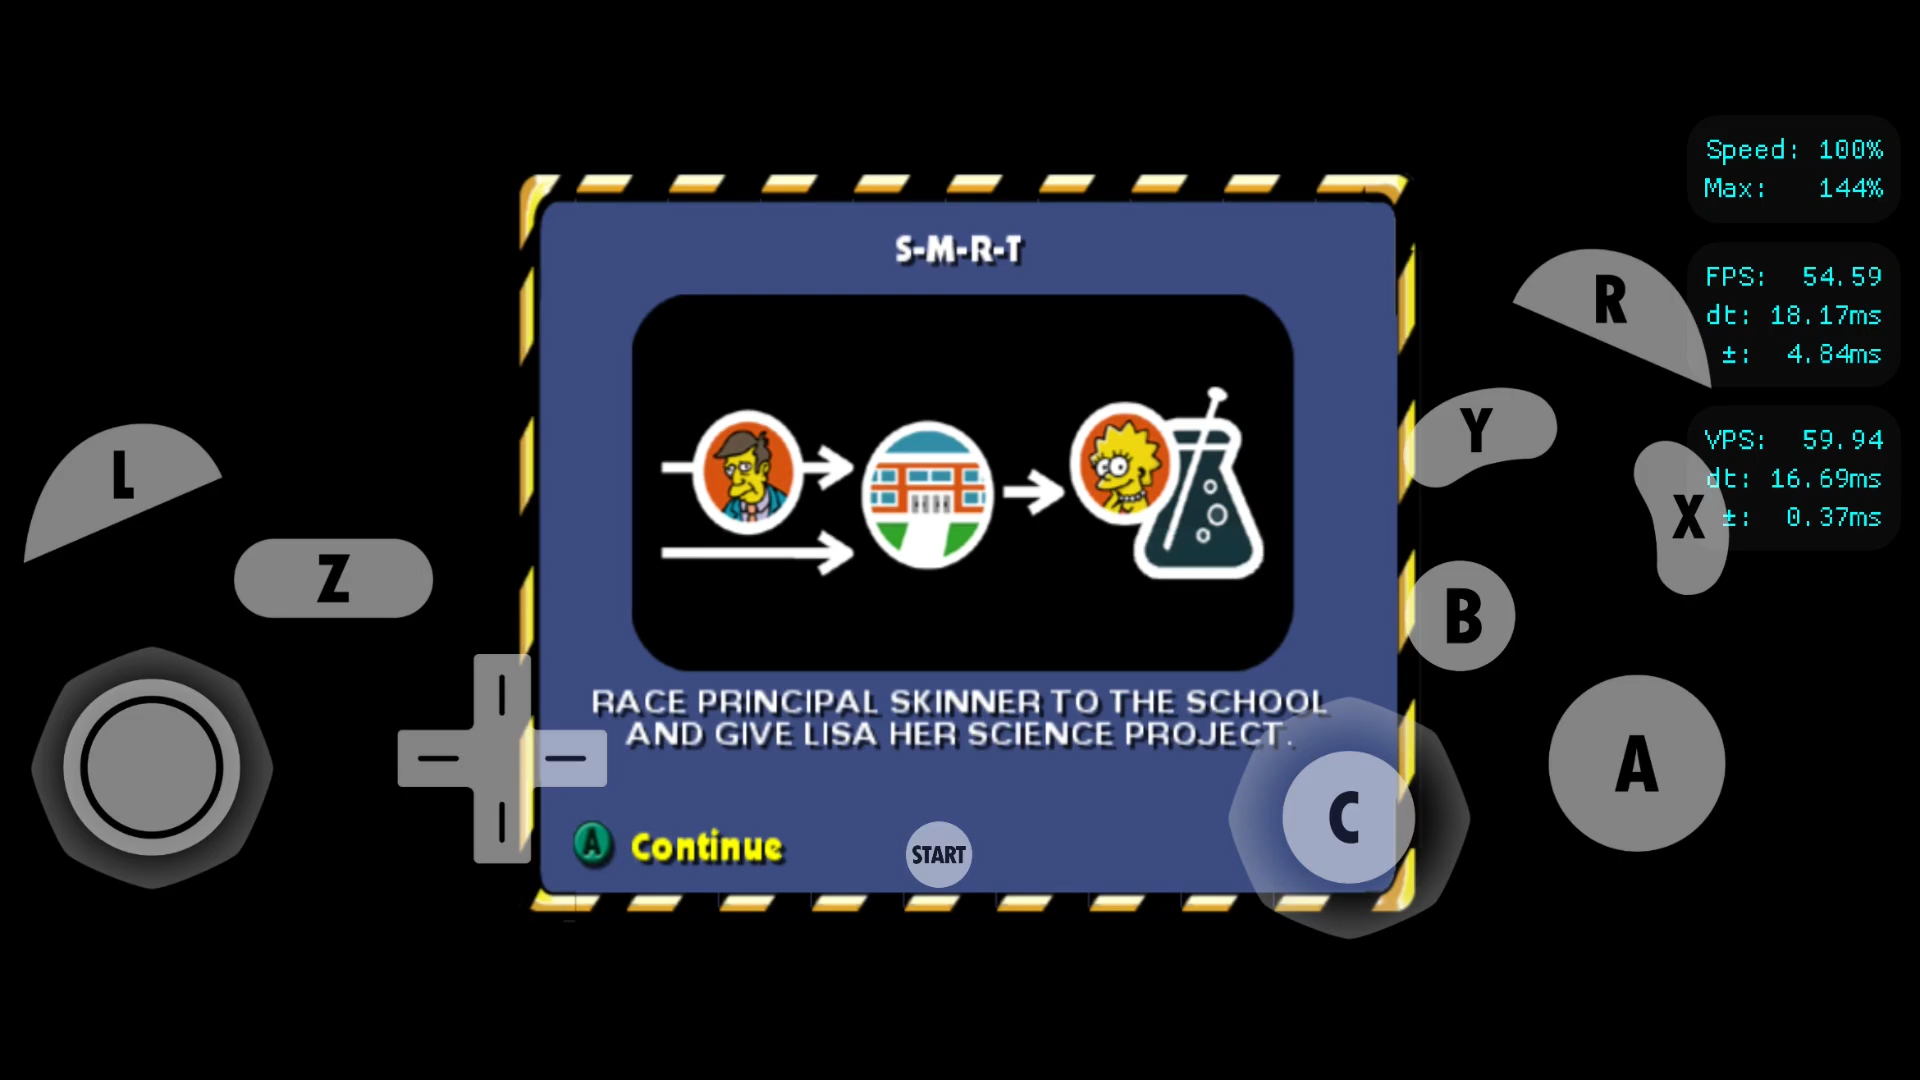 S-M-R-T
RACE PRINCIPAL SKINNER TO THE SCHOOL
AND GIVE LISA HER SCIENCE PROJECT.
A Continue
START
L
Z
R
Y
X
B
A
C
Speed: 100%
Max: 144%
FPS: 54.59
dt: 18.17ms
±: 4.84ms
VPS: 59.94
dt: 16.69ms
±: 0.37ms